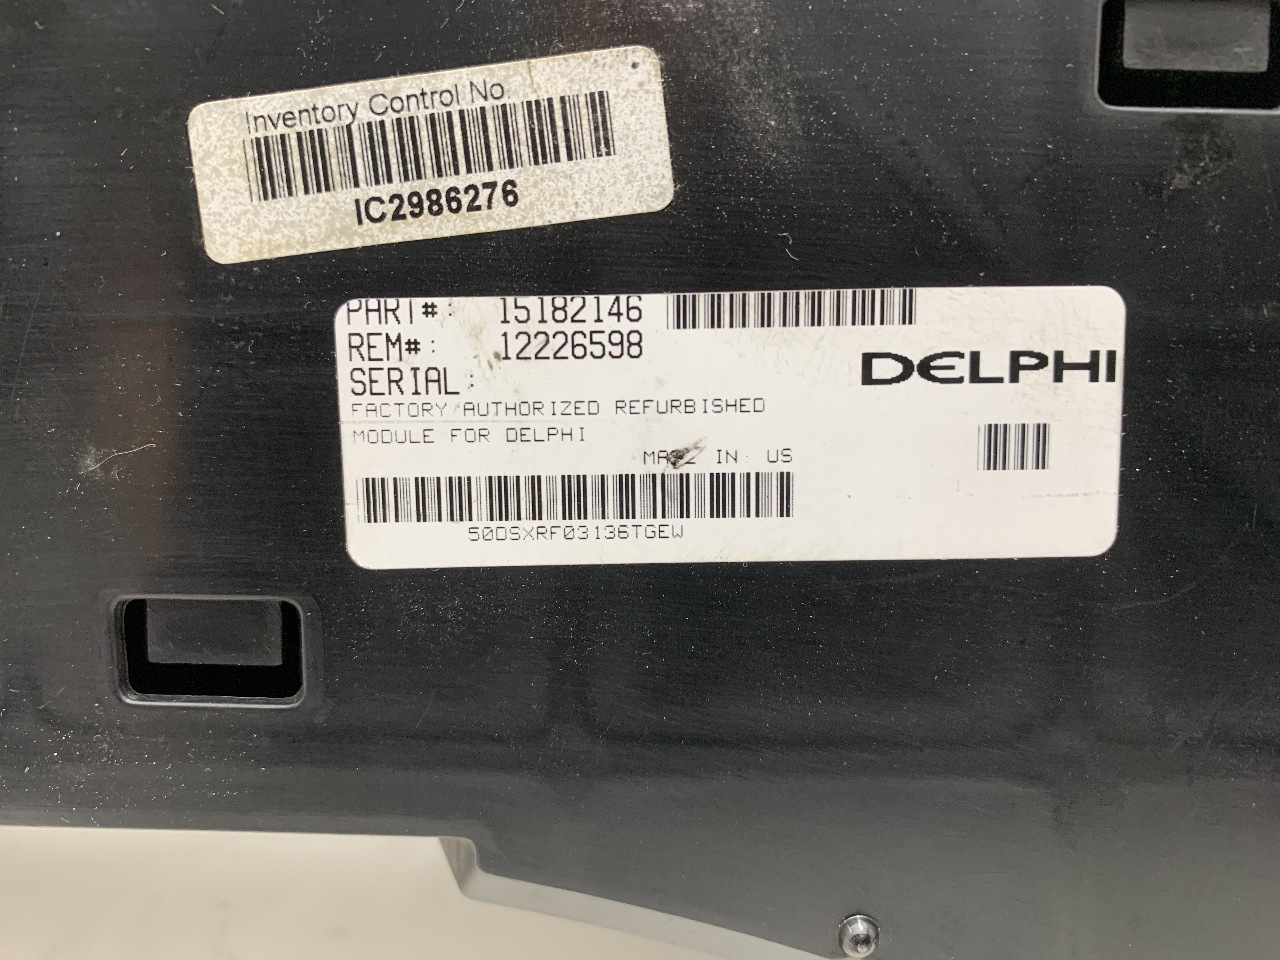 Inventory Control No
IC2986276
PART#: 15182146
REM#: 12226598
DELPHI
SERIAL:
FACTORY AUTHORIZED REFURBISHED
MODULE FOR DELPHI
MADE IN: US
50DSXRF03136TGEW